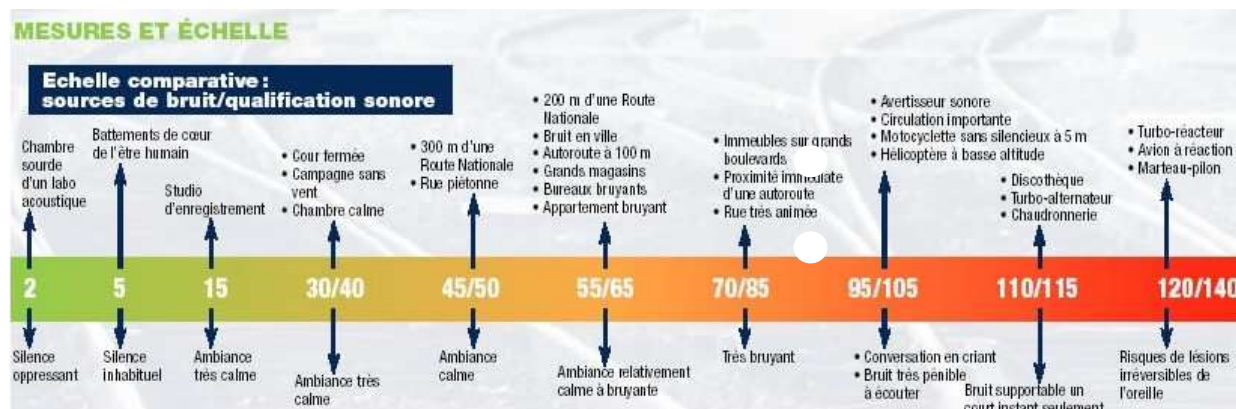 MESURES ET ÉCHELLE
Echelle comparative :
sources de bruit/qualification sonore
Chambre
sourde
d'un labo
acoustique
Battements de cœur
de l'être humain
Studio
d'enregistrement
• Cour fermée
• Campagne sans
vent
• Chambre calme
• 300 m d'une
Route Nationale
• Rue piétonne
• 200 m d'une Route
Nationale
• Bruit en ville
• Autoroute à 100 m
• Grands magasins
• Bureaux bruyants
• Appartement bruyant
• Immeubles sur grands
boulevards
• Proximité immédiate
d'une autoroute
• Rue très animée
• Avertisseur sonore
• Circulation importante
• Motocyclette sans silencieux à 5 m
• Hélicoptère à basse altitude
• Discothèque
• Turbo-alternateur
• Chaudronnerie
• Turbo-réacteur
• Avion à réaction
• Marteau-pilon
2 5 15 30/40 45/50 55/65 70/85 95/105 110/115 120/140
Silence
oppressant
Silence
inhabituel
Ambiance
très calme
Ambiance très
calme
Ambiance
calme
Ambiance relativement
calme à bruyante
Très bruyant
• Conversation en criant
• Bruit très pénible
à écouter
Bruit supportable un
court instant seulement
Risques de lésions
irréversibles de
l'oreille